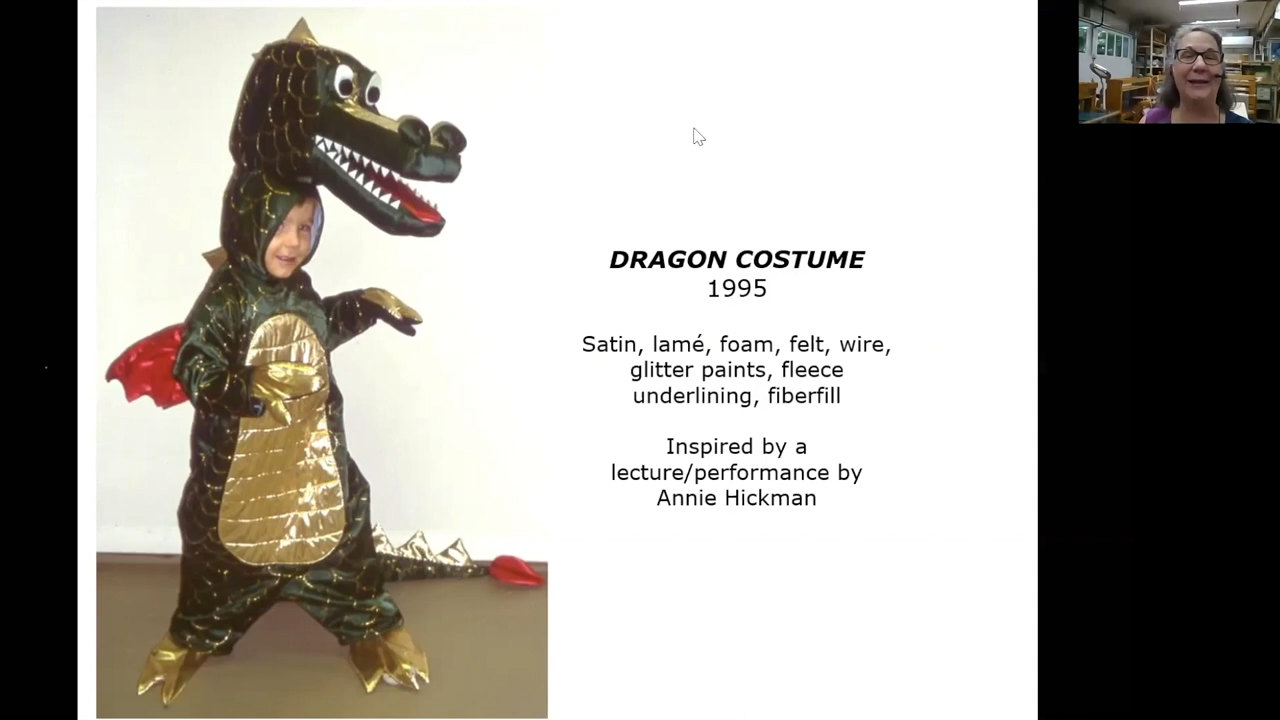 DRAGON COSTUME
1995
Satin, lamé, foam, felt, wire,
glitter paints, fleece
underlining, fiberfill
Inspired by a
lecture/performance by
Annie Hickman